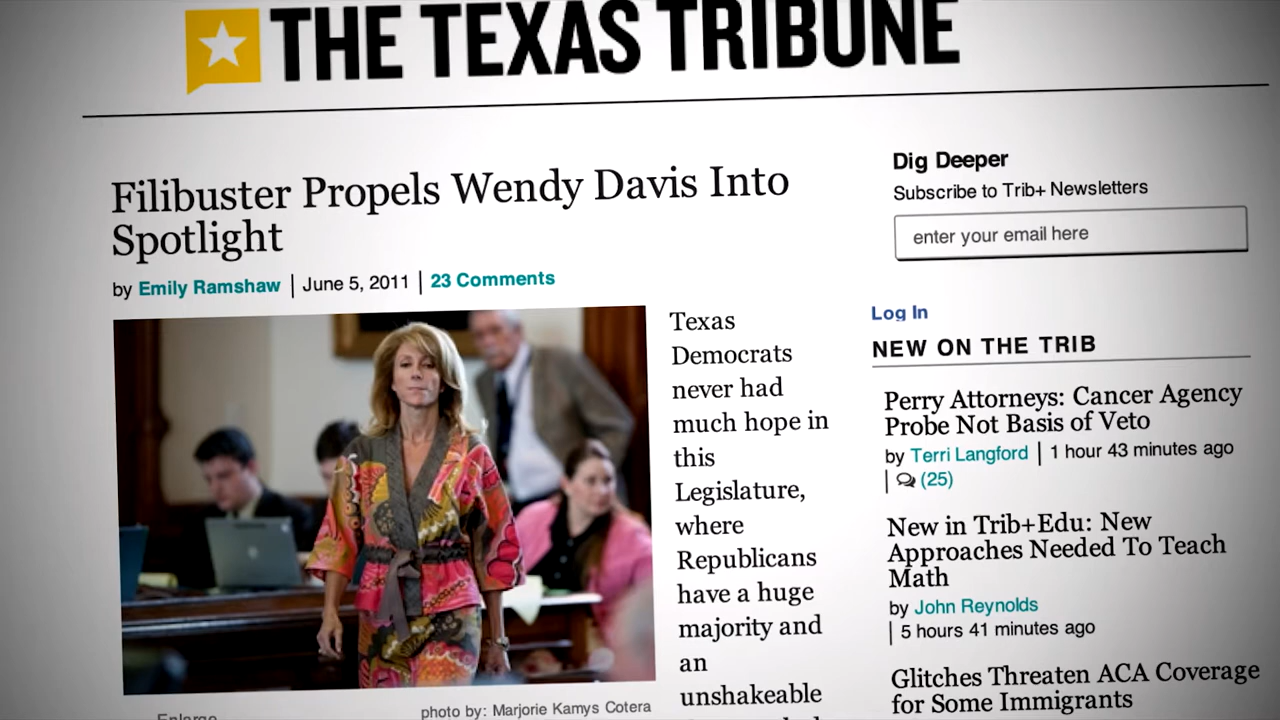 THE TEXAS TRIBUNE
Filibuster Propels Wendy Davis Into
Spotlight
by Emily Ramshaw | June 5, 2011 | 23 Comments
Texas
Democrats
never had
much hope in
this
Legislature,
where
Republicans
have a huge
majority and
an
unshakeable
Enlarge
photo by: Marjorie Kamys Cotera
Dig Deeper
Subscribe to Trib+ Newsletters
enter your email here
Log In
NEW ON THE TRIB
Perry Attorneys: Cancer Agency
Probe Not Basis of Veto
by Terri Langford | 1 hour 43 minutes ago
| (25)
New in Trib+Edu: New
Approaches Needed To Teach
Math
by John Reynolds
| 5 hours 41 minutes ago
Glitches Threaten ACA Coverage
for Some Immigrants